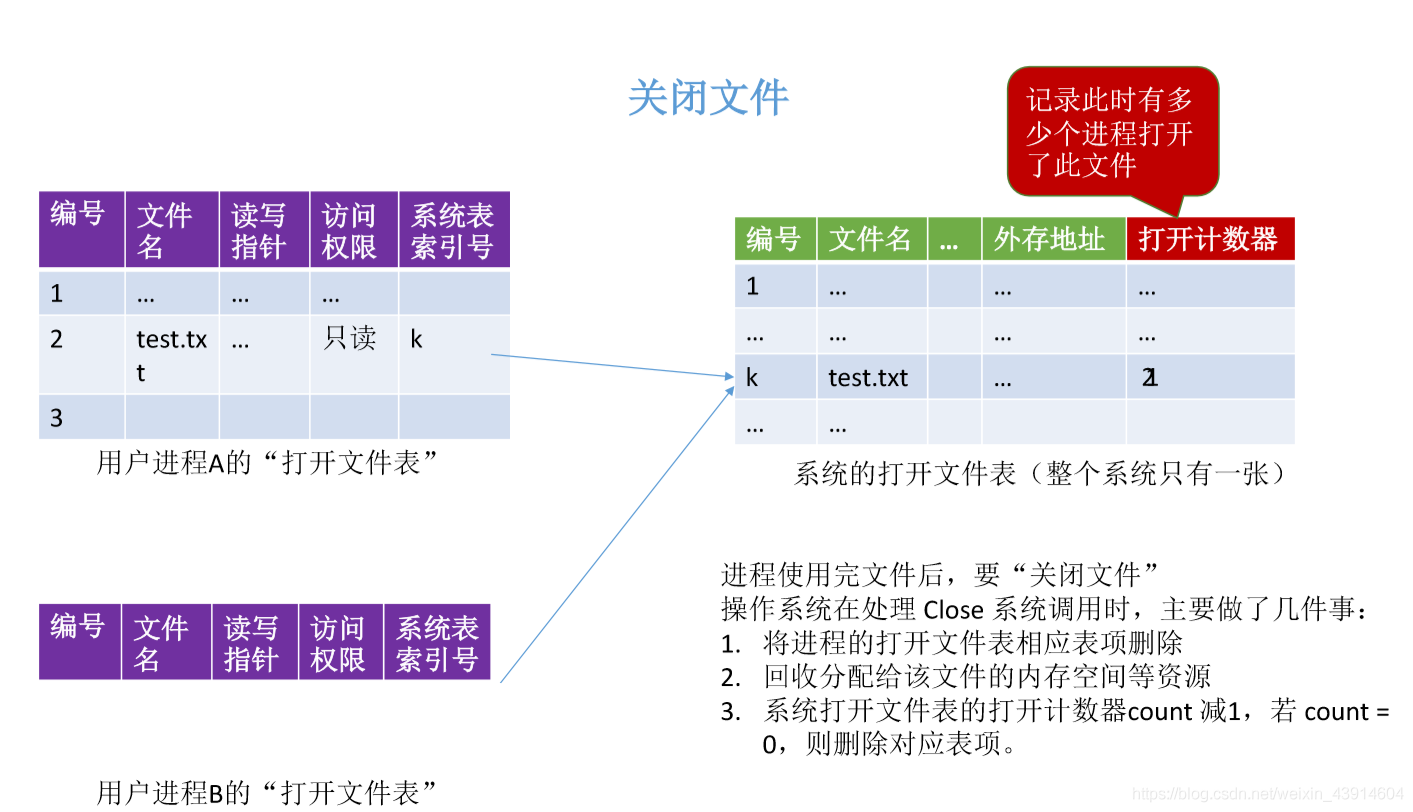 关闭文件
记录此时有多
少个进程打开
了此文件
编号 文件名 读写指针 访问权限 系统表索引号
1 ... ... ...
2 test.txt ... 只读 k
3
用户进程A的“打开文件表”
编号 文件名 ... 外存地址 打开计数器
1 ... ... ...
... ... ... ...
k test.txt ... 21
... ...
系统的打开文件表（整个系统只有一张）
编号 文件名 读写指针 访问权限 系统表索引号
用户进程B的“打开文件表”
进程使用完文件后，要“关闭文件”
操作系统在处理 Close 系统调用时，主要做了几件事：
1. 将进程的打开文件表相应表项删除
2. 回收分配给该文件的内存空间等资源
3. 系统打开文件表的打开计数器count 减1，若 count =
0，则删除对应表项。
https://blog.csdn.net/weixin_43914604